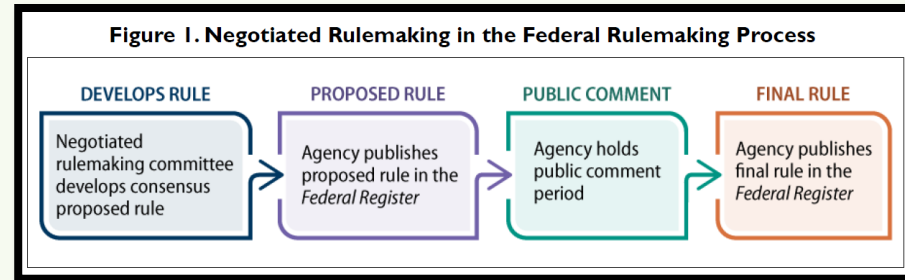 Figure 1. Negotiated Rulemaking in the Federal Rulemaking Process
DEVELOPS RULE
Negotiated
rulemaking committee
develops consensus
proposed rule
PROPOSED RULE
Agency publishes
proposed rule in the
Federal Register
PUBLIC COMMENT
Agency holds
public comment
period
FINAL RULE
Agency publishes
final rule in the
Federal Register